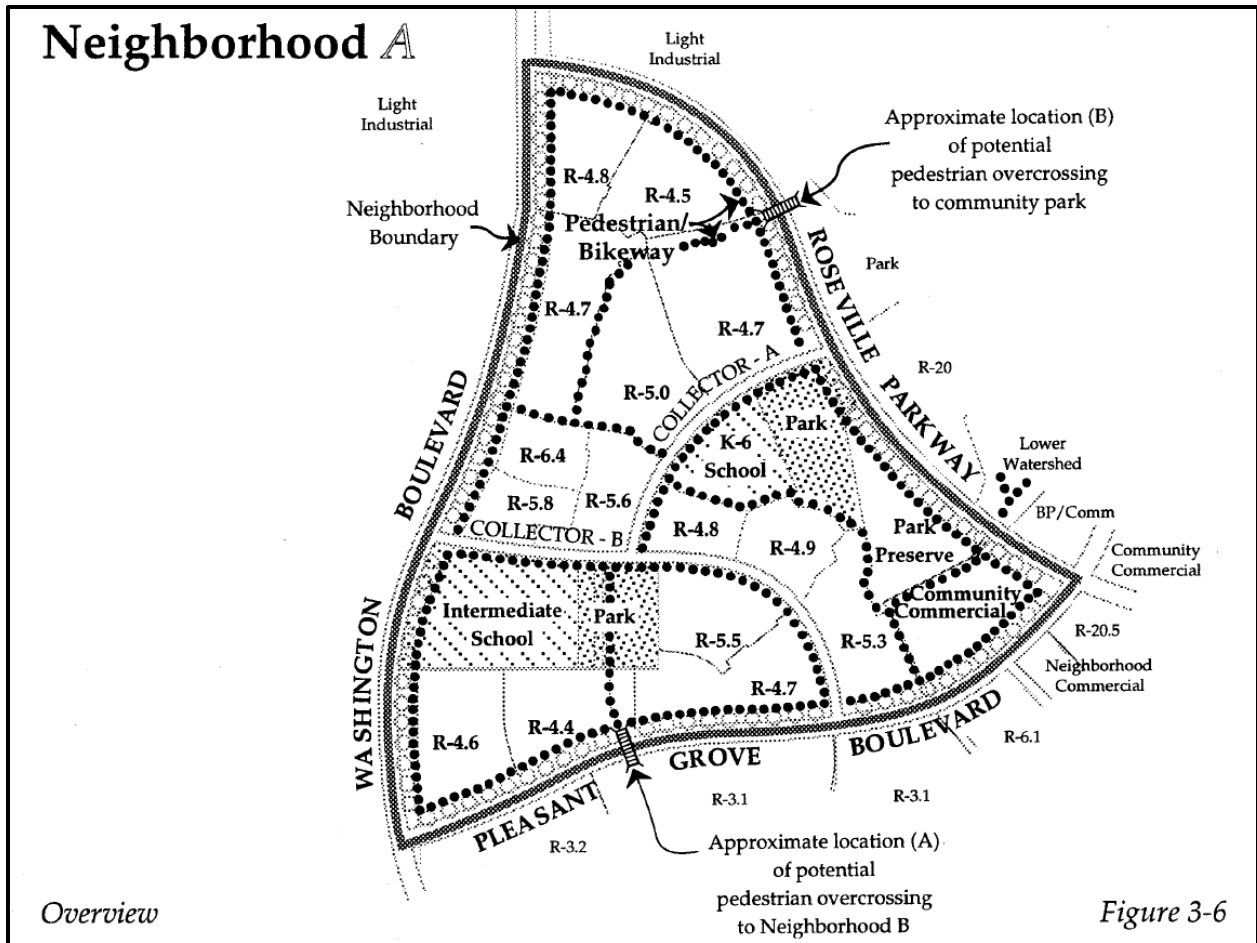 Neighborhood A
Light
Industrial
Light
Industrial
Approximate location (B)
of potential
pedestrian overcrossing
to community park
Neighborhood
Boundary
R-4.8
R-4.5
Pedestrian/
Bikeway
ROSEVILLE PARKWAY
Park
R-4.7
R-4.7
R-20
R-5.0
COLLECTOR - A
Park
K-6
School
Lower
Watershed
R-6.4
R-5.8
R-5.6
COLLECTOR - B
R-4.8
R-4.9
Park
Preserve
BP/Comm
Community
Commercial
WASHINGTON BOULEVARD
Intermediate
School
Park
Community
Commercial
R-5.5
R-5.3
R-20.5
Neighborhood
Commercial
R-4.7
R-4.6
R-4.4
PLEASANT GROVE BOULEVARD
R-6.1
R-3.1
R-3.1
R-3.2
Approximate location (A)
of potential
pedestrian overcrossing
to Neighborhood B
Overview
Figure 3-6